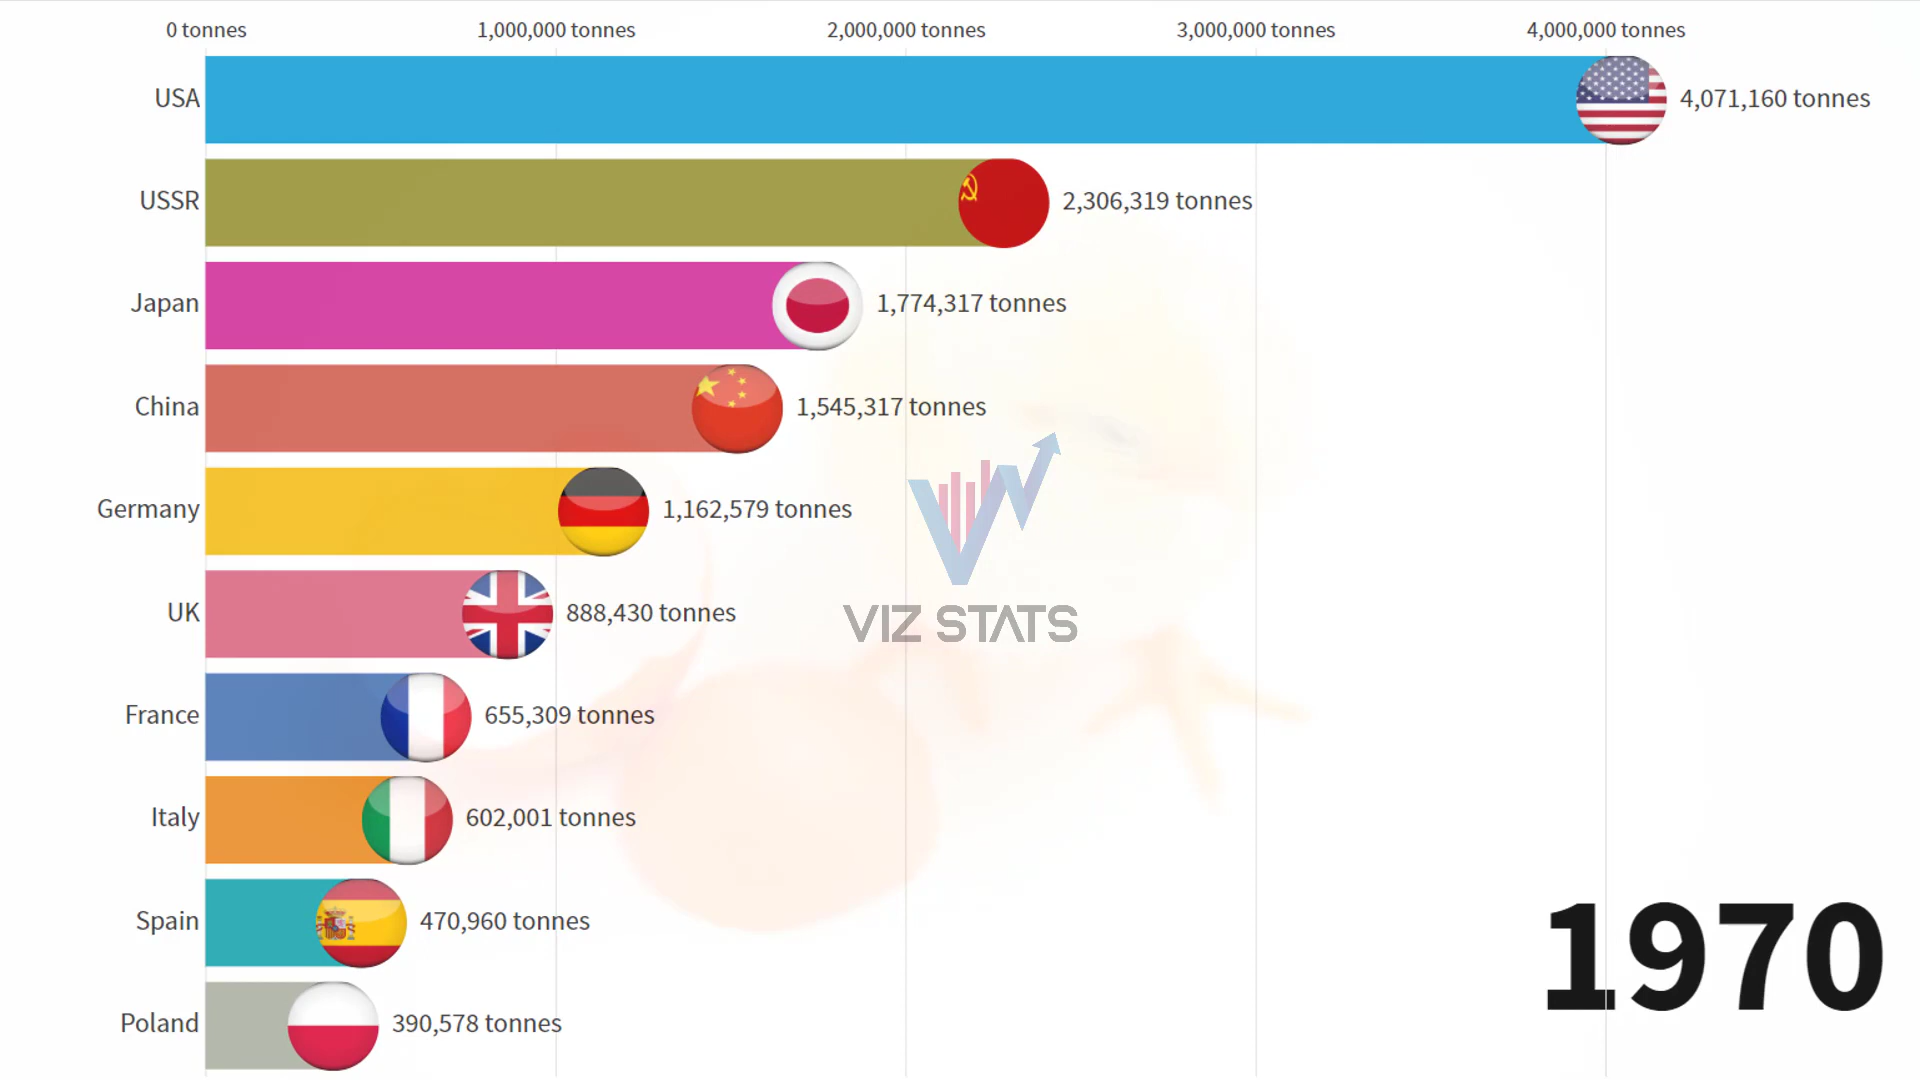 0 tonnes 1,000,000 tonnes 2,000,000 tonnes 3,000,000 tonnes 4,000,000 tonnes
USA 4,071,160 tonnes
USSR 2,306,319 tonnes
Japan 1,774,317 tonnes
China 1,545,317 tonnes
Germany 1,162,579 tonnes
UK 888,430 tonnes
VIZ STATS
France 655,309 tonnes
Italy 602,001 tonnes
Spain 470,960 tonnes
1970
Poland 390,578 tonnes